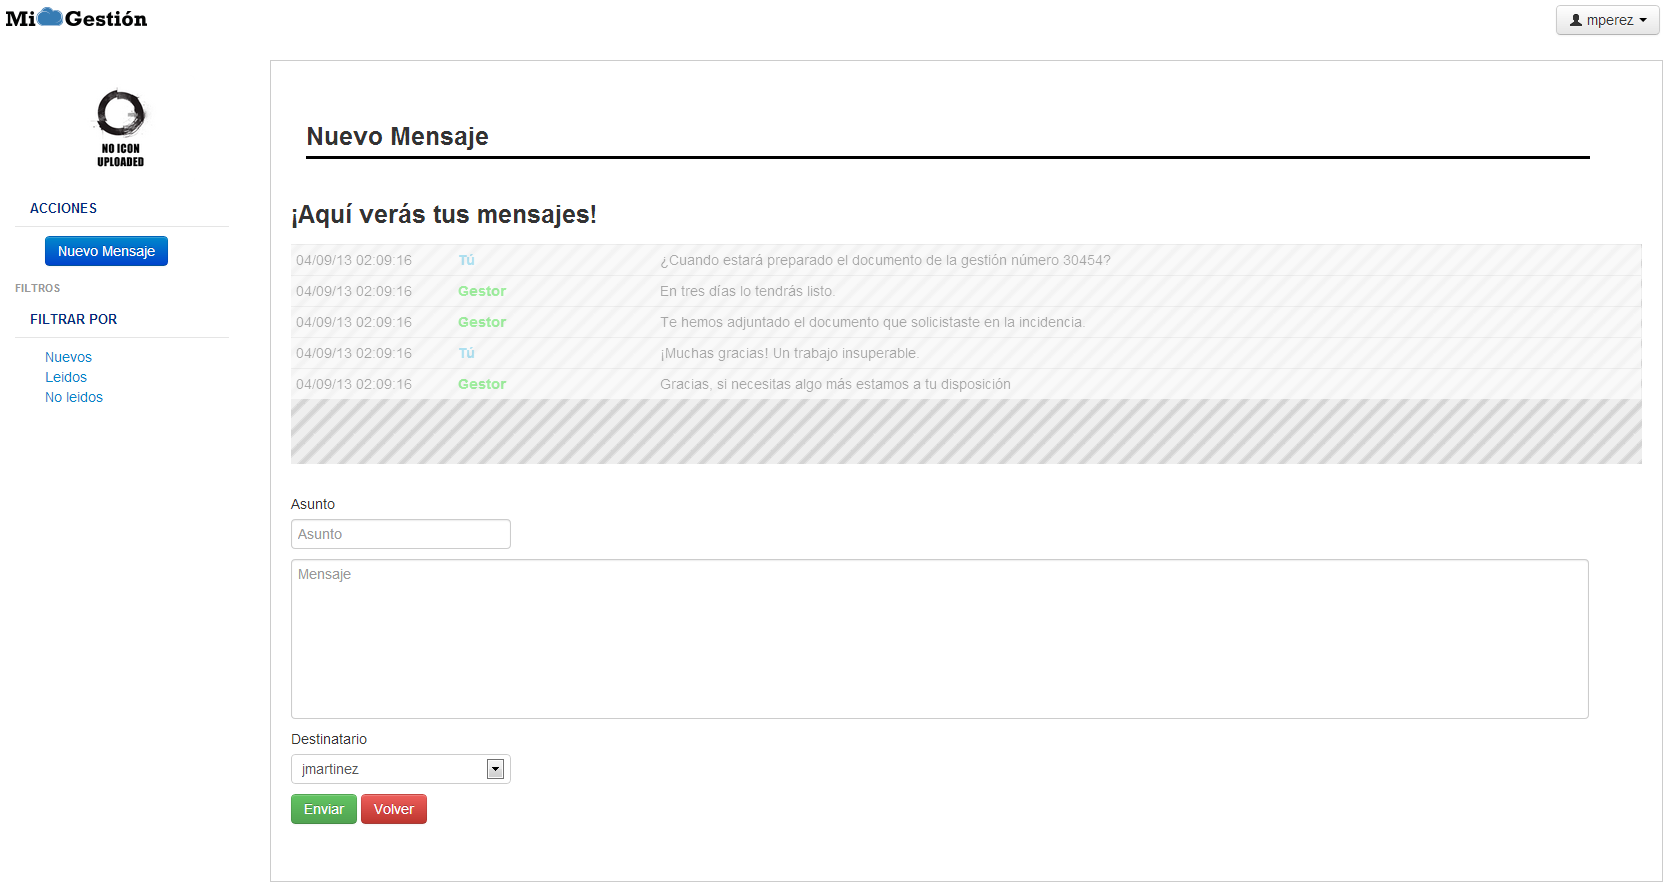 Mi Gestión
mperez
NO ICON
UPLOADED
ACCIONES
Nuevo Mensaje
FILTROS
FILTRAR POR
Nuevos
Leidos
No leidos
Nuevo Mensaje
¡Aquí verás tus mensajes!
04/09/13 02:09:16 Tú ¿Cuando estará preparado el documento de la gestión número 30454?
04/09/13 02:09:16 Gestor En tres días lo tendrás listo.
04/09/13 02:09:16 Gestor Te hemos adjuntado el documento que solicistaste en la incidencia.
04/09/13 02:09:16 Tú ¡Muchas gracias! Un trabajo insuperable.
04/09/13 02:09:16 Gestor Gracias, si necesitas algo más estamos a tu disposición
Asunto
Asunto
Mensaje
Destinatario
jmartinez
Enviar Volver